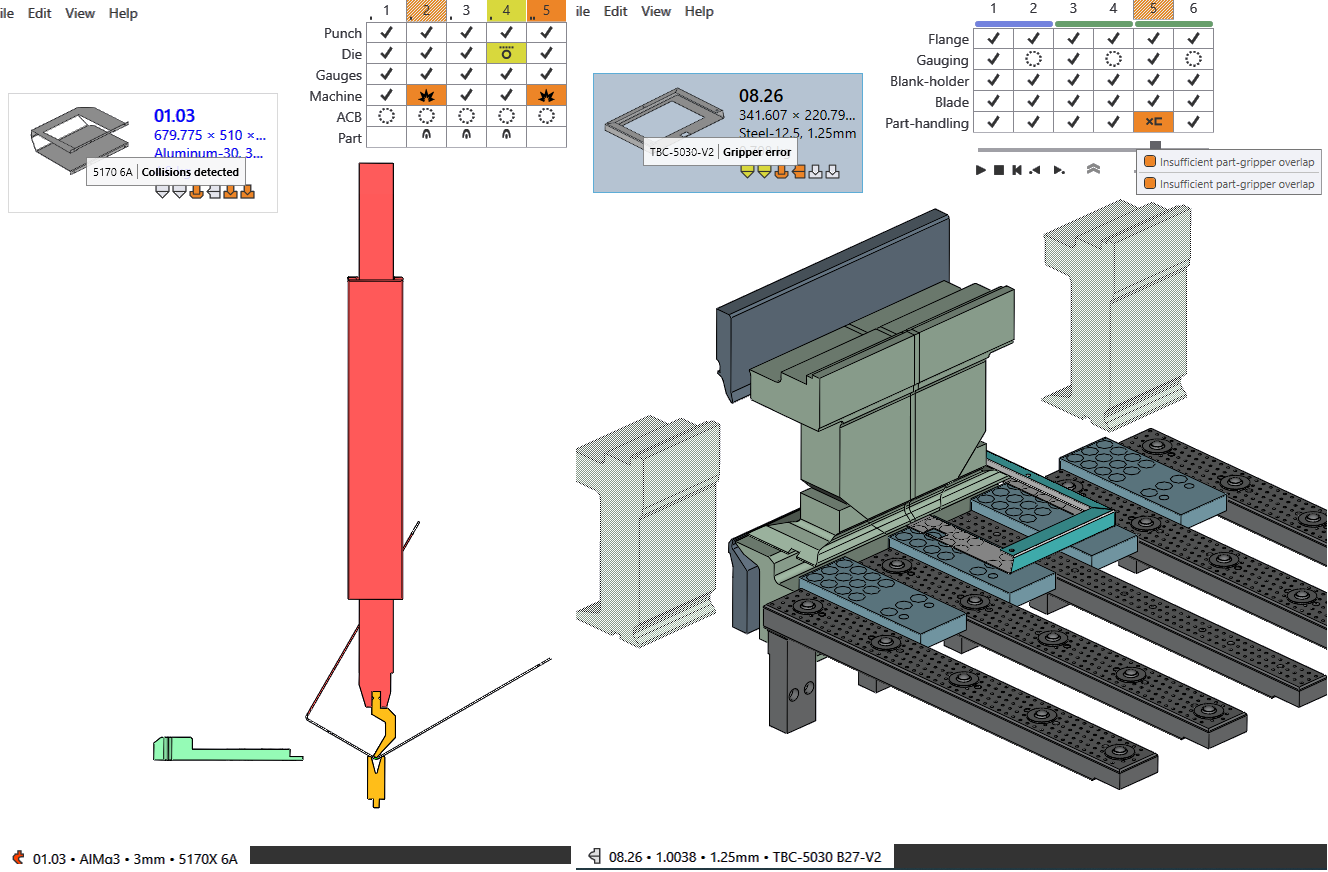 ile Edit View Help
1 2 3 4 5
Punch
Die
Gauges
Machine
ACB
Part
01.03
679.775 × 510 ×...
Aluminum-30, 3...
5170 6A | Collisions detected
01.03 • AlMg3 • 3mm • 5170X 6A
ile Edit View Help
1 2 3 4 5 6
Flange
Gauging
Blank-holder
Blade
Part-handling
08.26
341.607 × 220.79...
Steel-12.5, 1.25mm
TBC-5030-V2 | Gripper error
Insufficient part-gripper overlap
Insufficient part-gripper overlap
08.26 • 1.0038 • 1.25mm • TBC-5030 B27-V2